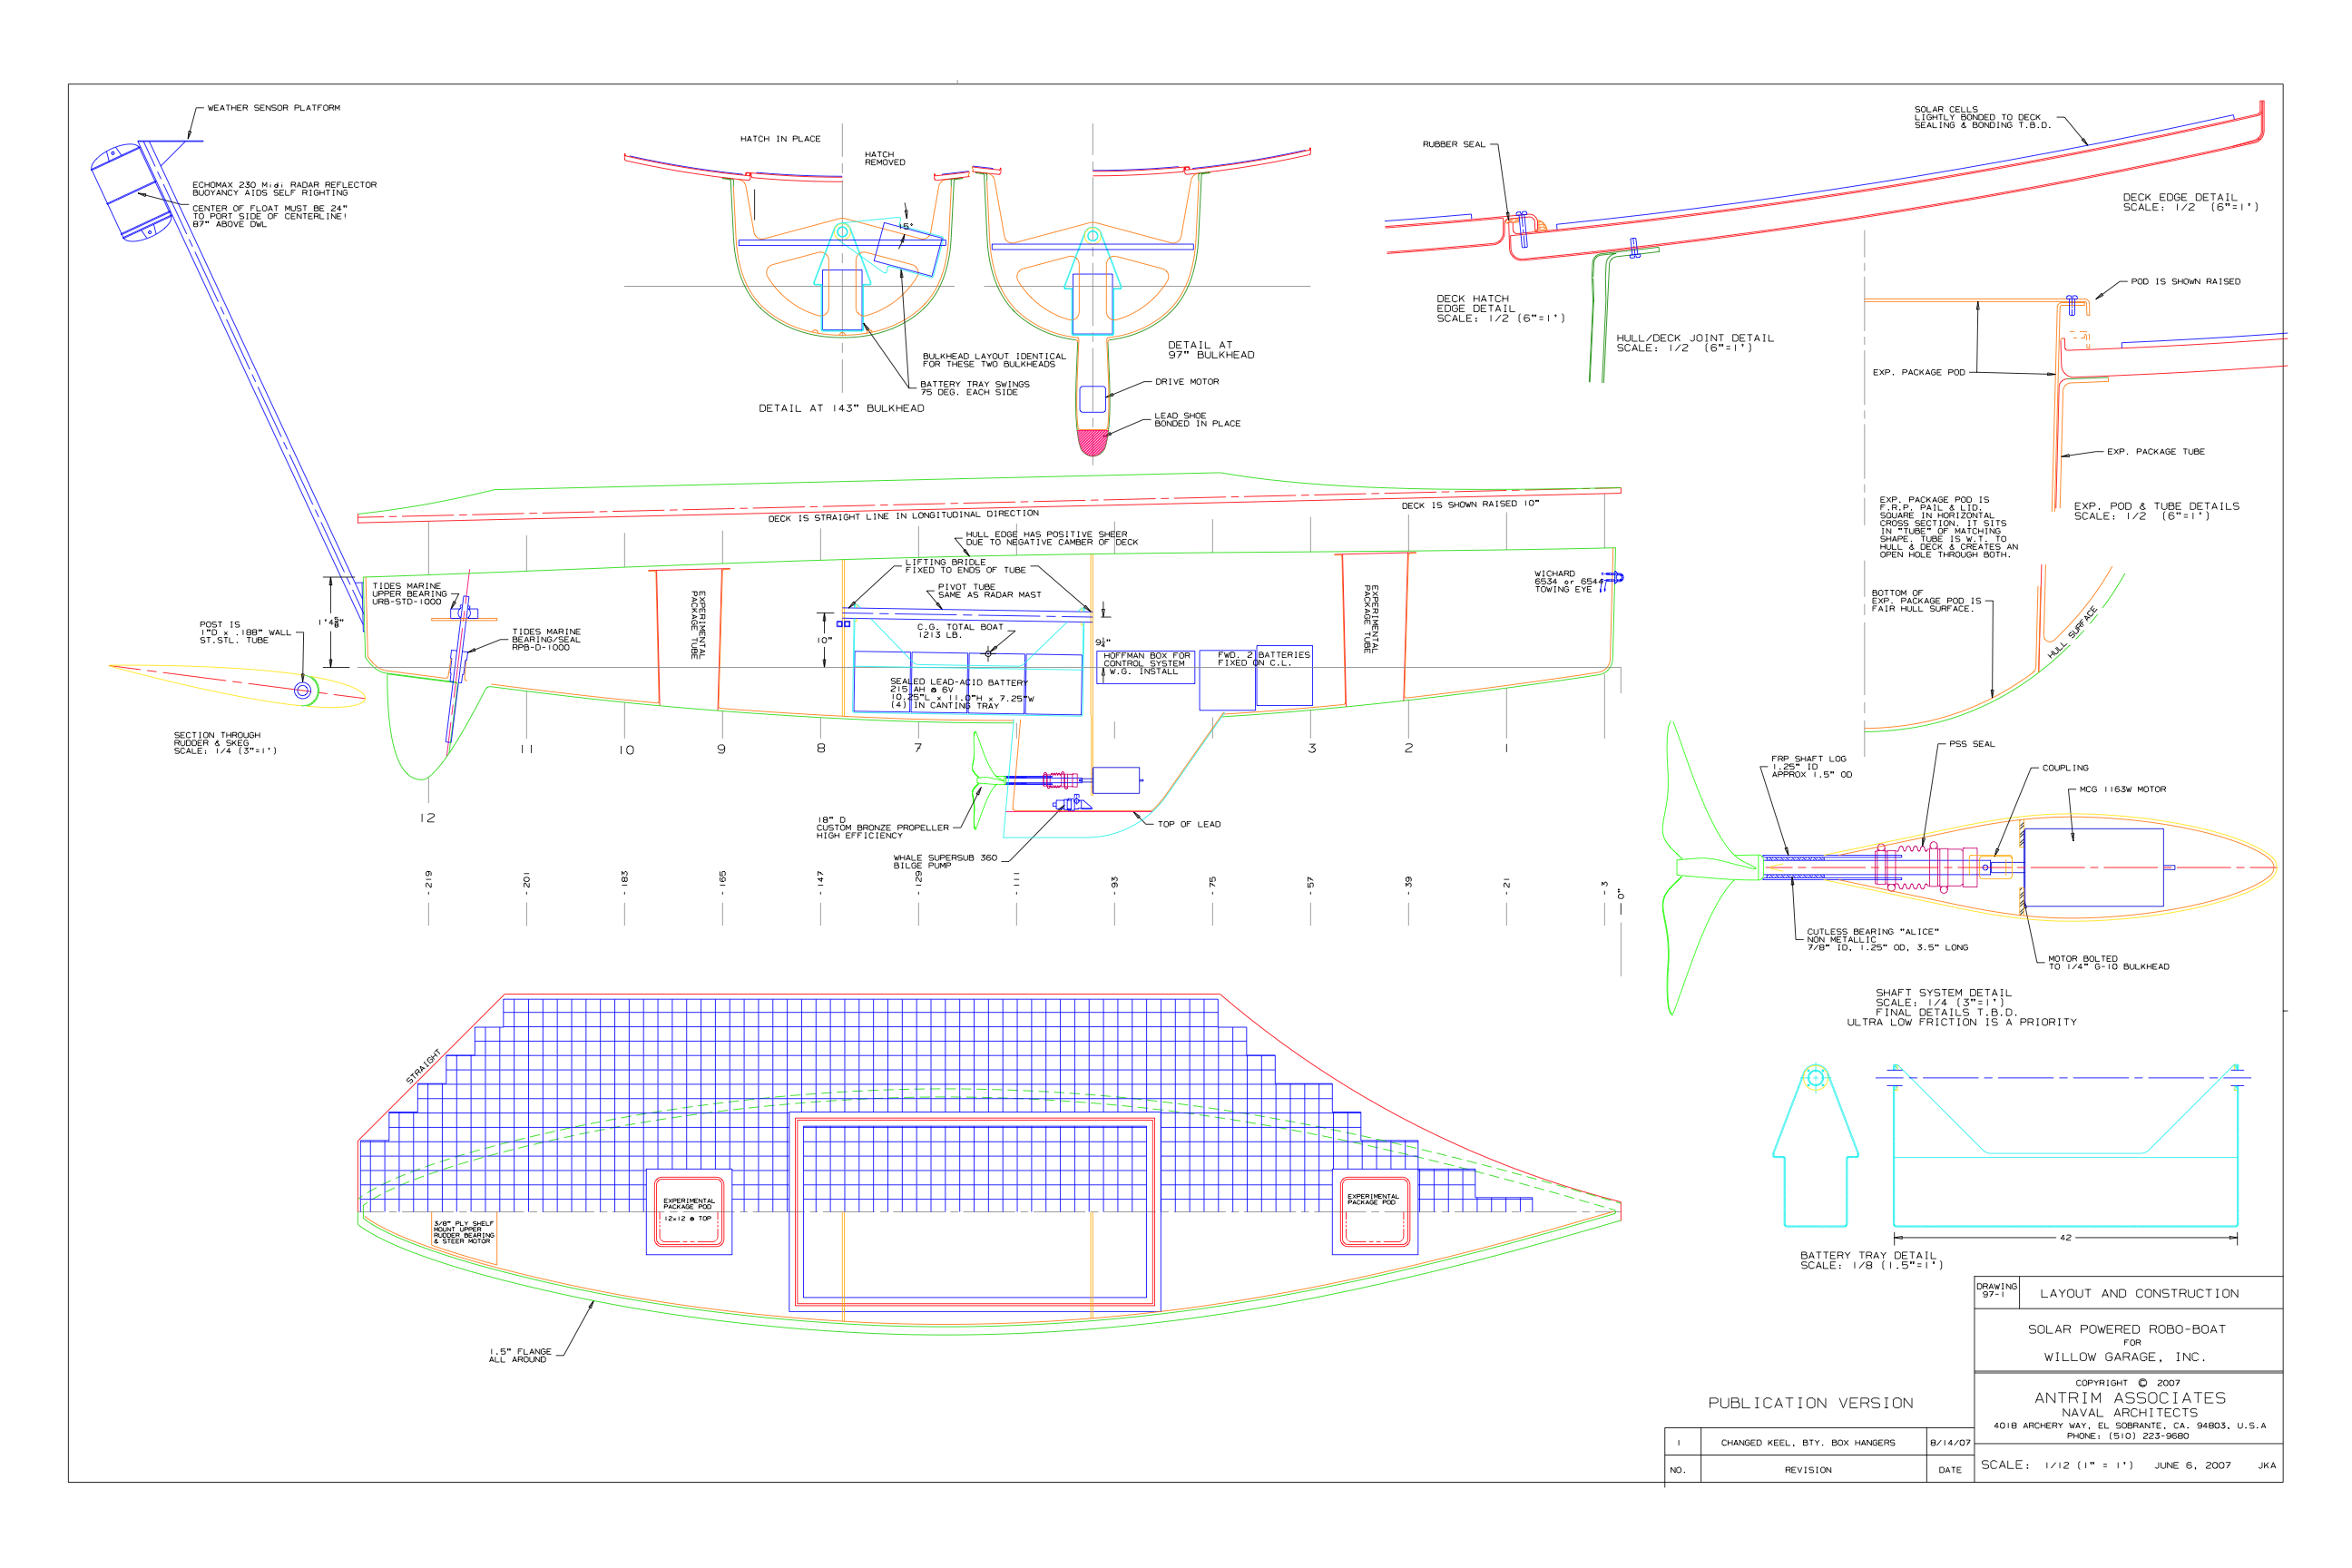 WEATHER SENSOR PLATFORM
ECHOMAX 230 Midi RADAR REFLECTOR
BUOYANCY AIDS SELF RIGHTING
CENTER OF FLOAT MUST BE 24"
TO PORT SIDE OF CENTERLINE!
87" ABOVE DWL
HATCH IN PLACE
HATCH
REMOVED
15°
BULKHEAD LAYOUT IDENTICAL
FOR THESE TWO BULKHEADS
BATTERY TRAY SWINGS
75 DEG. EACH SIDE
DETAIL AT 143" BULKHEAD
DETAIL AT
97" BULKHEAD
DRIVE MOTOR
LEAD SHOE
BONDED IN PLACE
RUBBER SEAL
SOLAR CELLS
LIGHTLY BONDED TO DECK
SEALING & BONDING T.B.D.
DECK EDGE DETAIL
SCALE: 1/2 (6"=1')
DECK HATCH
EDGE DETAIL
SCALE: 1/2 (6"=1')
HULL/DECK JOINT DETAIL
SCALE: 1/2 (6"=1')
POD IS SHOWN RAISED
EXP. PACKAGE POD
EXP. PACKAGE TUBE
EXP. PACKAGE POD IS
F.R.P. PAIL & LID.
SQUARE IN HORIZONTAL
CROSS SECTION. IT SITS
IN "TUBE" OF MATCHING
SHAPE. TUBE IS W.T. TO
HULL & DECK & CREATES AN
OPEN HOLE THROUGH BOTH.
EXP. POD & TUBE DETAILS
SCALE: 1/2 (6"=1')
BOTTOM OF
EXP. PACKAGE POD IS
FAIR HULL SURFACE.
HULL SURFACE
DECK IS STRAIGHT LINE IN LONGITUDINAL DIRECTION
DECK IS SHOWN RAISED 10"
HULL EDGE HAS POSITIVE SHEER
DUE TO NEGATIVE CAMBER OF DECK
LIFTING BRIDLE
FIXED TO ENDS OF TUBE
PIVOT TUBE
SAME AS RADAR MAST
C.G. TOTAL BOAT
1213 LB.
10"
9¼"
TIDES MARINE
UPPER BEARING
URB-STD-1000
TIDES MARINE
BEARING/SEAL
RPB-D-1000
POST IS
1"D x .188" WALL
ST.STL. TUBE
EXPERIMENTAL
PACKAGE TUBE
SEALED LEAD-ACID BATTERY
215 AH @ 6V
10.25"L x 11.0"H x 7.25"W
(4) IN CANTING TRAY
HOFFMAN BOX FOR
CONTROL SYSTEM
W.G. INSTALL
FWD. 2 BATTERIES
FIXED ON C.L.
EXPERIMENTAL
PACKAGE TUBE
WICHARD
6534 or 6544
TOWING EYE
SECTION THROUGH
RUDDER & SKEG
SCALE: 1/4 (3"=1')
12
11
10
9
8
7
3
2
1
18" D
CUSTOM BRONZE PROPELLER
HIGH EFFICIENCY
WHALE SUPERSUB 360
BILGE PUMP
TOP OF LEAD
- 219
- 201
- 183
- 165
- 147
- 129
- 111
- 93
- 75
- 57
- 39
- 21
- 3
0"
FRP SHAFT LOG
1.25" ID
APPROX 1.5" OD
PSS SEAL
COUPLING
MCG 1163W MOTOR
CUTLESS BEARING "ALICE"
NON METALLIC
7/8" ID, 1.25" OD, 3.5" LONG
MOTOR BOLTED
TO 1/4" G-10 BULKHEAD
SHAFT SYSTEM DETAIL
SCALE: 1/4 (3"=1')
FINAL DETAILS T.B.D.
ULTRA LOW FRICTION IS A PRIORITY
STRAIGHT
3/8" PLY SHELF
MOUNT UPPER
RUDDER BEARING
& STEER MOTOR
EXPERIMENTAL
PACKAGE POD
12x12 @ TOP
EXPERIMENTAL
PACKAGE POD
1.5" FLANGE
ALL AROUND
42
BATTERY TRAY DETAIL
SCALE: 1/8 (1.5"=1')
DRAWING
97-1
LAYOUT AND CONSTRUCTION
SOLAR POWERED ROBO-BOAT
FOR
WILLOW GARAGE, INC.
COPYRIGHT © 2007
ANTRIM ASSOCIATES
NAVAL ARCHITECTS
4018 ARCHERY WAY, EL SOBRANTE, CA. 94803, U.S.A
PHONE: (510) 223-9680
SCALE: 1/12 (1" = 1') JUNE 6, 2007 JKA
PUBLICATION VERSION
1 CHANGED KEEL, BTY. BOX HANGERS 8/14/07
NO. REVISION DATE